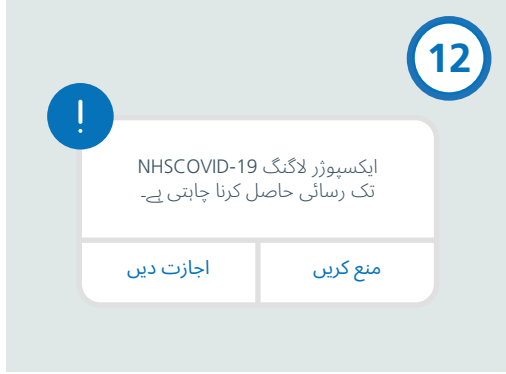 12
!
ایکسپوژر لاگنگ NHSCOVID-19
تک رسائی حاصل کرنا چاہتی ہے۔
منع کریں
اجازت دیں